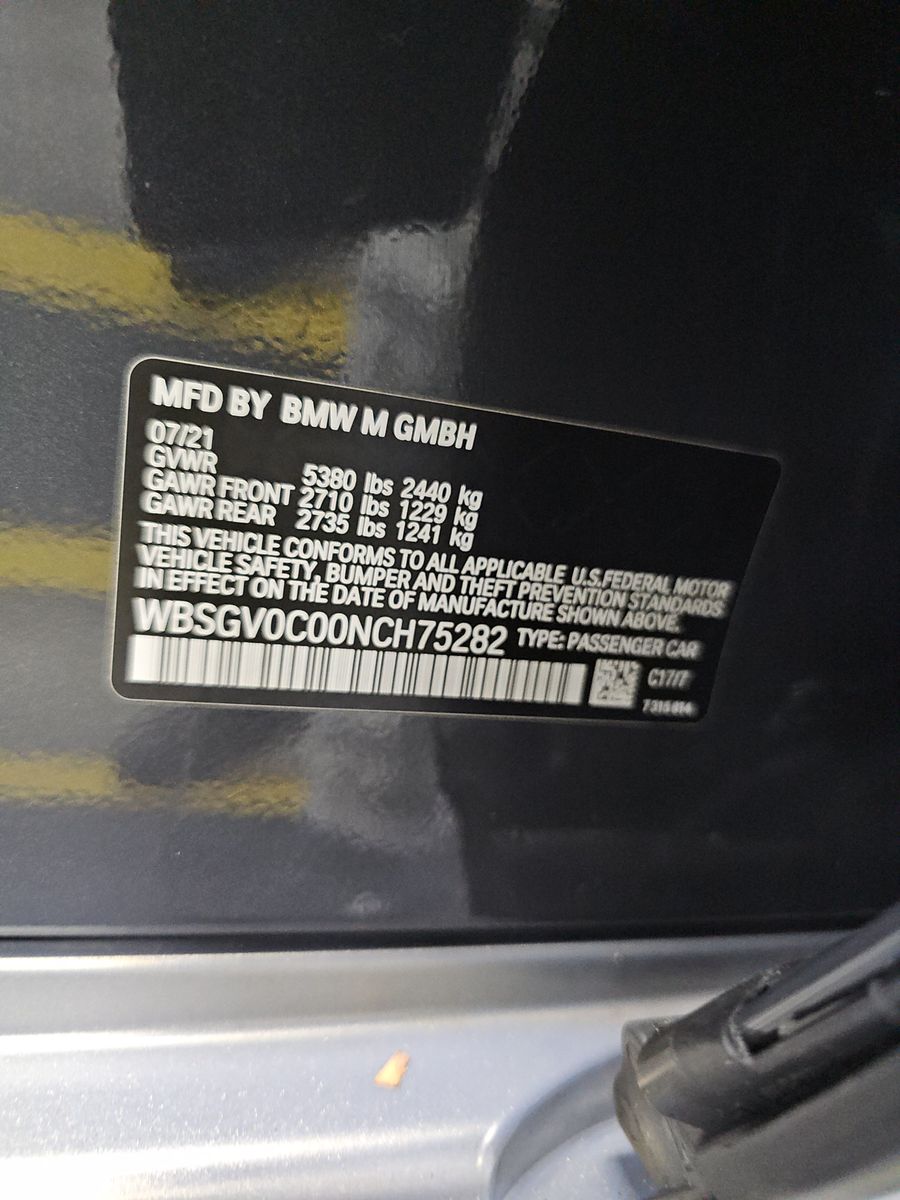 MFD BY BMW M GMBH
07/21
GVWR 5380 lbs 2440 kg
GAWR FRONT 2710 lbs 1229 kg
GAWR REAR 2735 lbs 1241 kg
THIS VEHICLE CONFORMS TO ALL APPLICABLE U.S.FEDERAL MOTOR
VEHICLE SAFETY, BUMPER AND THEFT PREVENTION STANDARDS
IN EFFECT ON THE DATE OF MANUFACTURE SHOWN ABOVE.
WBSGV0C00NCH75282 TYPE: PASSENGER CAR